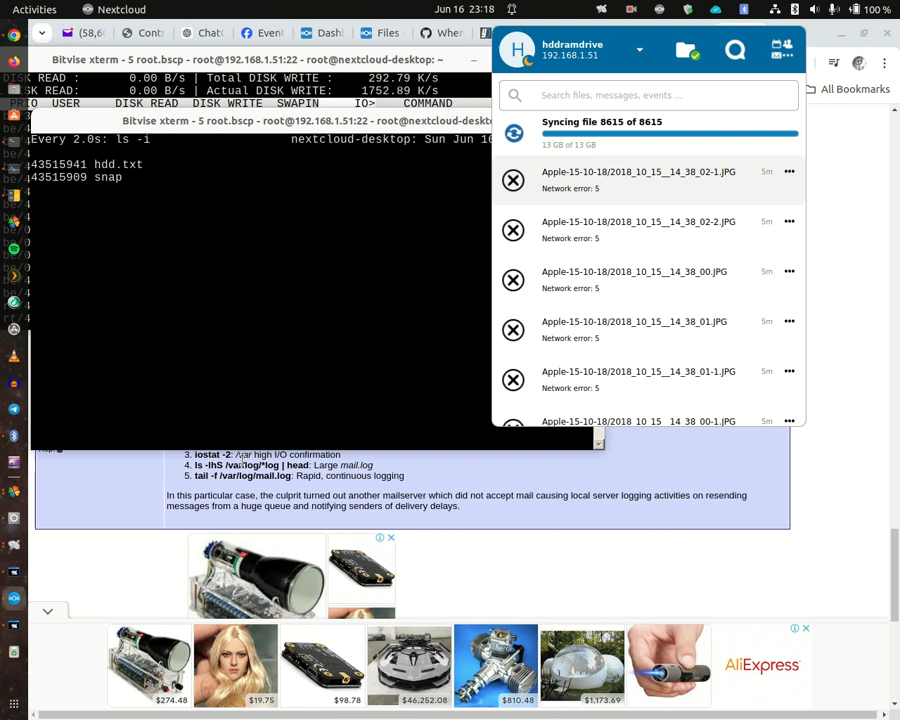 Activities
Nextcloud
Jun 16 23:18
100 %
(58,6
Contr
ChatG
Event
Dash
Files
When
All Bookmarks
Bitvise xterm - 5 root.bscp - root@192.168.1.51:22 - root@nextcloud-desktop: ~
DISK READ : 0.00 B/s | Total DISK WRITE : 292.79 K/s
DISK READ: 0.00 B/s | Actual DISK WRITE: 1752.89 K/s
PRIO USER DISK READ DISK WRITE SWAPIN IO> COMMAND
Bitvise xterm - 5 root.bscp - root@192.168.1.51:22 - root@nextcloud-deskto
Every 2.0s: ls -i nextcloud-desktop: Sun Jun 16
43515941 hdd.txt
43515909 snap
H
hddramdrive
192.168.1.51
Search files, messages, events ...
Syncing file 8615 of 8615
13 GB of 13 GB
Apple-15-10-18/2018_10_15__14_38_02-1.JPG 5m
Network error: 5
Apple-15-10-18/2018_10_15__14_38_02-2.JPG 5m
Network error: 5
Apple-15-10-18/2018_10_15__14_38_00.JPG 5m
Network error: 5
Apple-15-10-18/2018_10_15__14_38_01.JPG 5m
Network error: 5
Apple-15-10-18/2018_10_15__14_38_01-1.JPG 5m
Network error: 5
Apple-15-10-18/2018_10_15__14_38_00-1.JPG 5m
3. iostat -2: /var high I/O confirmation
4. ls -lhS /var/log/*log | head: Large mail.log
5. tail -f /var/log/mail.log: Rapid, continuous logging
In this particular case, the culprit turned out another mailserver which did not accept mail causing local server logging activities on resending
messages from a huge queue and notifying senders of delivery delays.
$274.48
$19.75
$98.78
$46,252.08
$810.48
$1,173.69
AliExpress